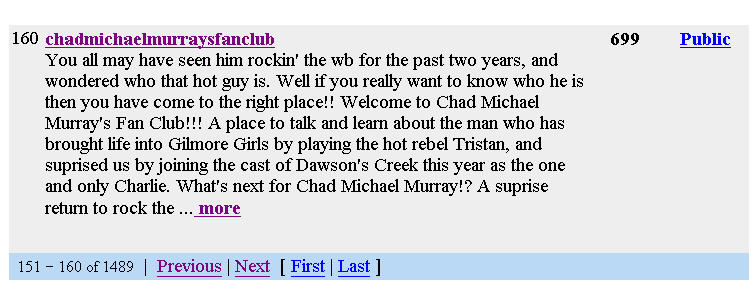 160 chadmichaelmurraysfanclub 699 Public
You all may have seen him rockin' the wb for the past two years, and
wondered who that hot guy is. Well if you really want to know who he is
then you have come to the right place!! Welcome to Chad Michael
Murray's Fan Club!!! A place to talk and learn about the man who has
brought life into Gilmore Girls by playing the hot rebel Tristan, and
suprised us by joining the cast of Dawson's Creek this year as the one
and only Charlie. What's next for Chad Michael Murray!? A suprise
return to rock the ... more
151 − 160 of 1489 | Previous | Next [ First | Last ]